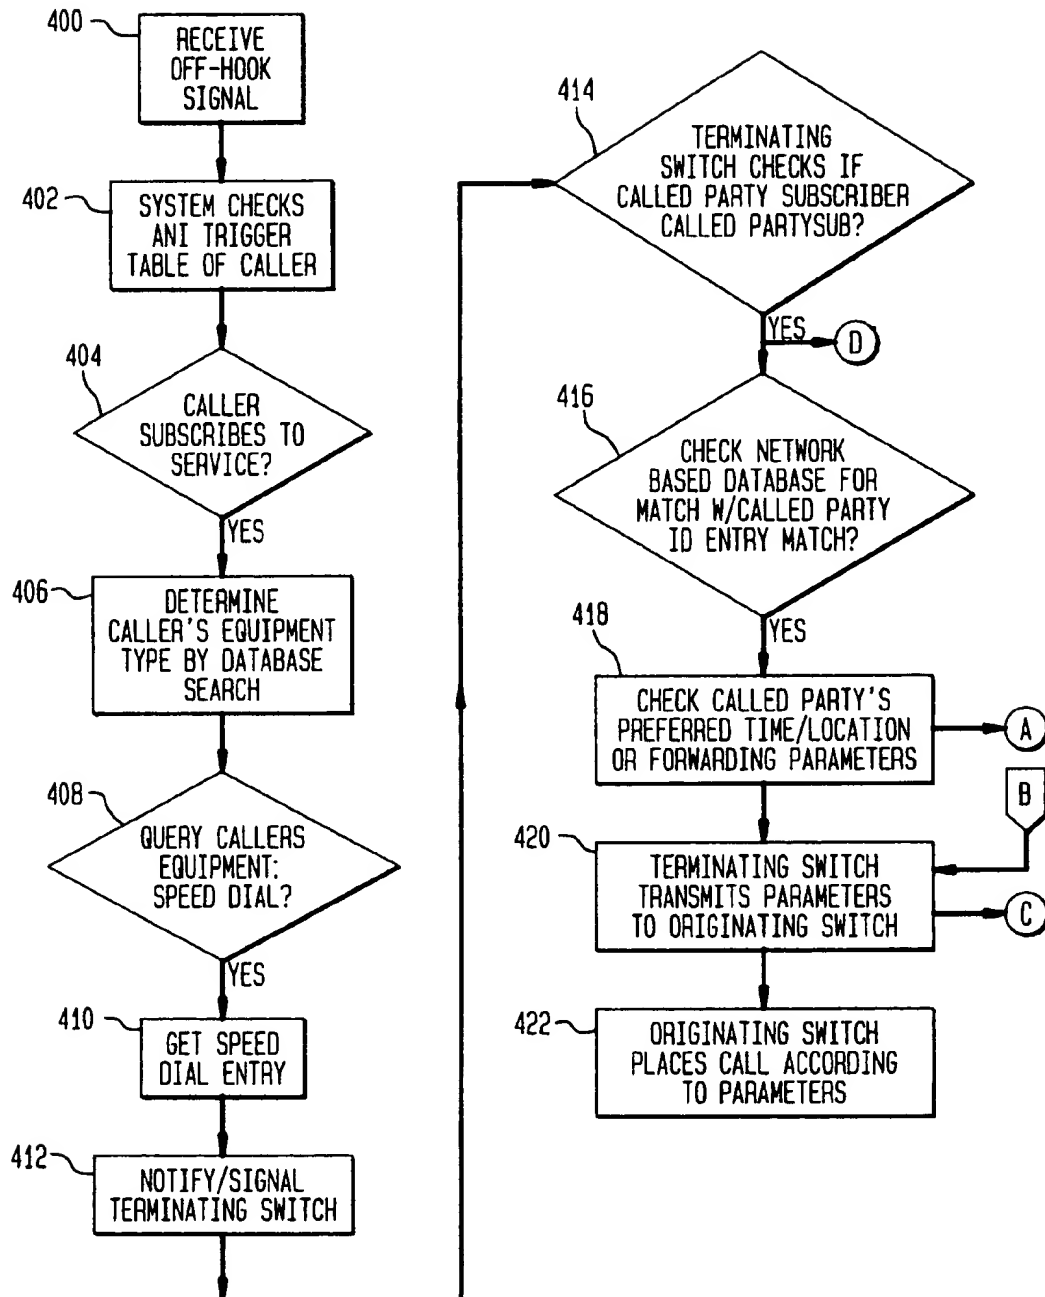 400
RECEIVE
OFF-HOOK
SIGNAL
402
SYSTEM CHECKS
ANI TRIGGER
TABLE OF CALLER
404
CALLER
SUBSCRIBES TO
SERVICE?
YES
406
DETERMINE
CALLER'S EQUIPMENT
TYPE BY DATABASE
SEARCH
408
QUERY CALLERS
EQUIPMENT:
SPEED DIAL?
YES
410
GET SPEED
DIAL ENTRY
412
NOTIFY/SIGNAL
TERMINATING SWITCH
414
TERMINATING
SWITCH CHECKS IF
CALLED PARTY SUBSCRIBER
CALLED PARTYSUB?
YES
D
416
CHECK NETWORK
BASED DATABASE FOR
MATCH W/CALLED PARTY
ID ENTRY MATCH?
YES
418
CHECK CALLED PARTY'S
PREFERRED TIME/LOCATION
OR FORWARDING PARAMETERS
A
B
420
TERMINATING SWITCH
TRANSMITS PARAMETERS
TO ORIGINATING SWITCH
C
422
ORIGINATING SWITCH
PLACES CALL ACCORDING
TO PARAMETERS